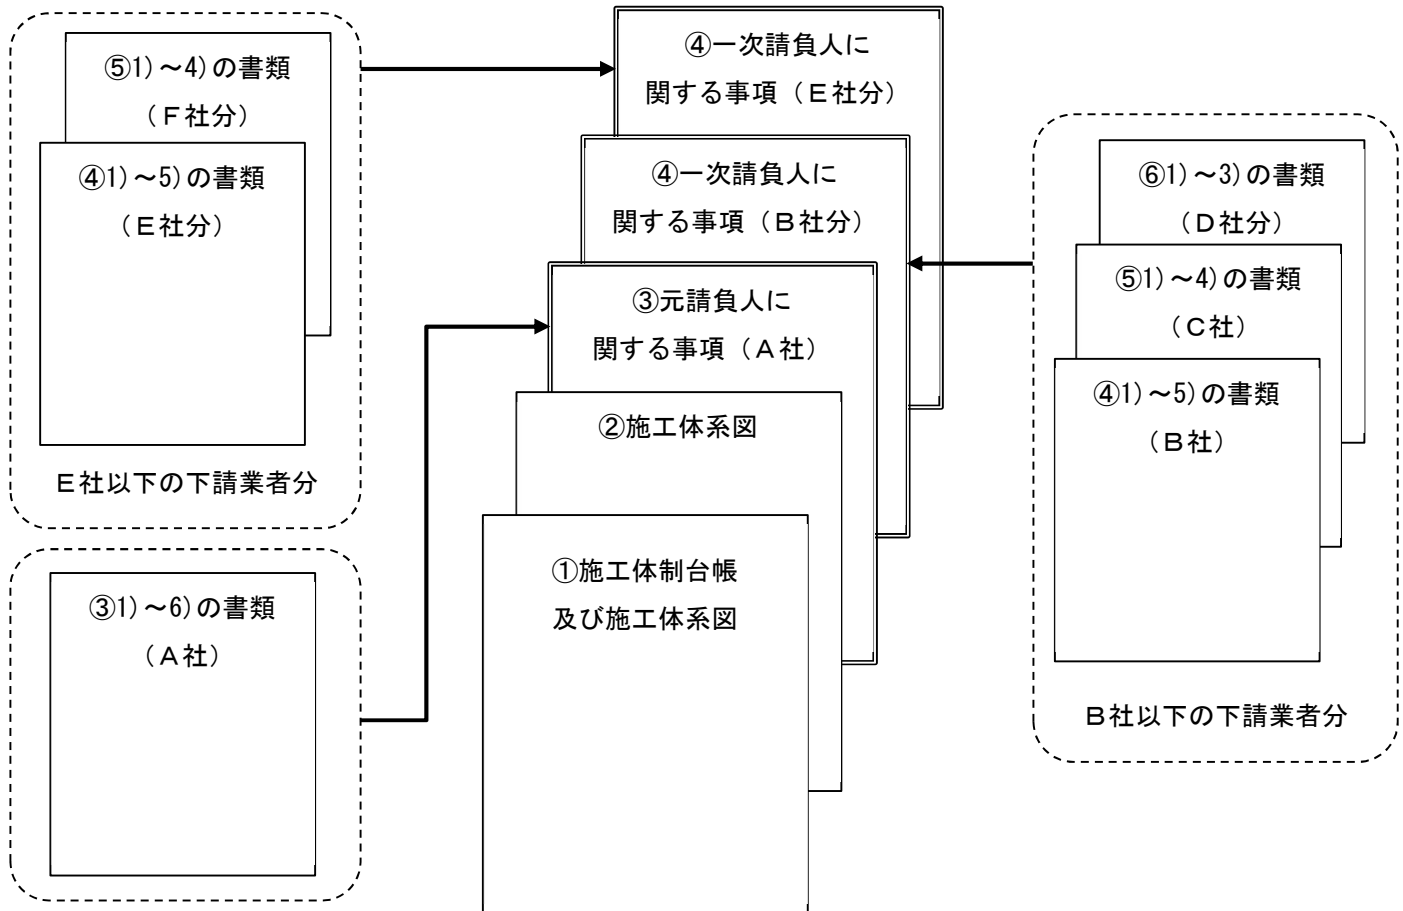 ⑤1)~4)の書類
(F社分)
④1)~5)の書類
(E社分)
E社以下の下請業者分
③1)~6)の書類
(A社)
④一次請負人に
関する事項(E社分)
④一次請負人に
関する事項(B社分)
③元請負人に
関する事項(A社)
②施工体系図
①施工体制台帳
及び施工体系図
⑥1)~3)の書類
(D社分)
⑤1)~4)の書類
(C社)
④1)~5)の書類
(B社)
B社以下の下請業者分